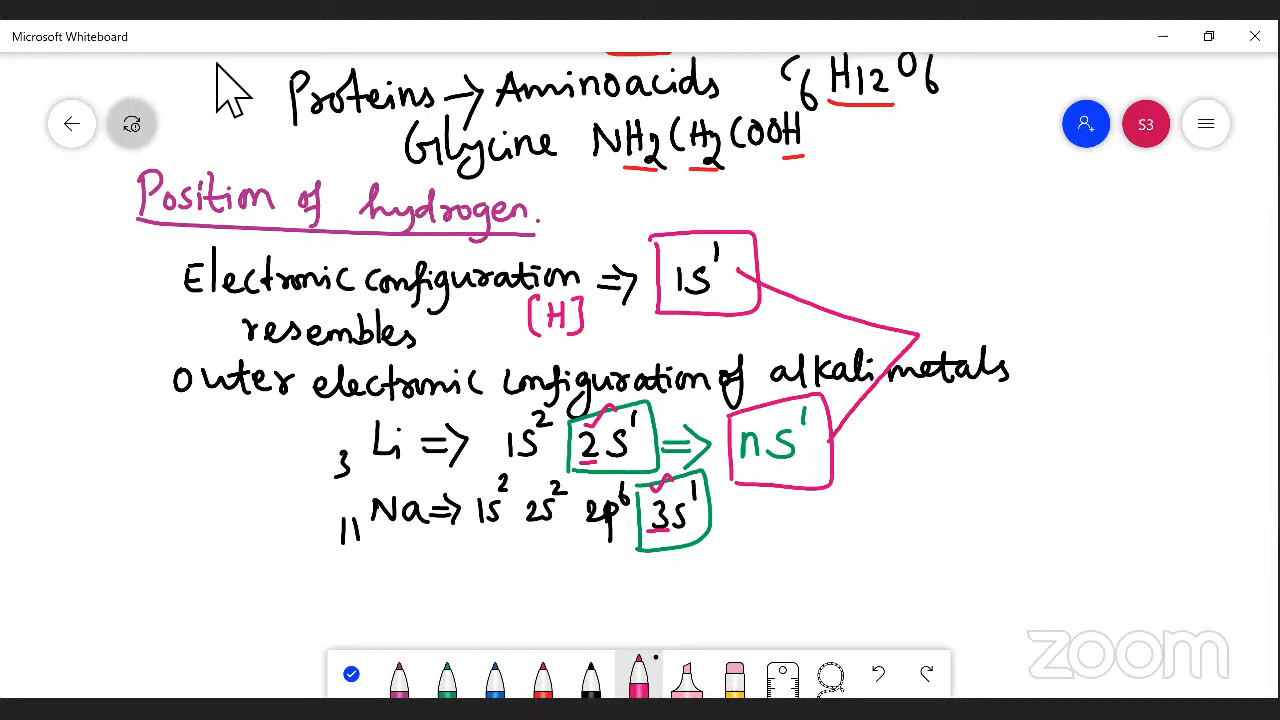 Microsoft Whiteboard
Proteins → Aminoacids C6H12O6
Glycine NH2CH2COOH
S3
Position of hydrogen.
Electronic configuration ⇒ 1s¹
[H]
resembles
outer electronic configuration of alkali metals
₃Li ⇒ 1s² 2s¹ ⇒ ns¹
₁₁Na ⇒ 1s² 2s² 2p⁶ 3s¹
zoom